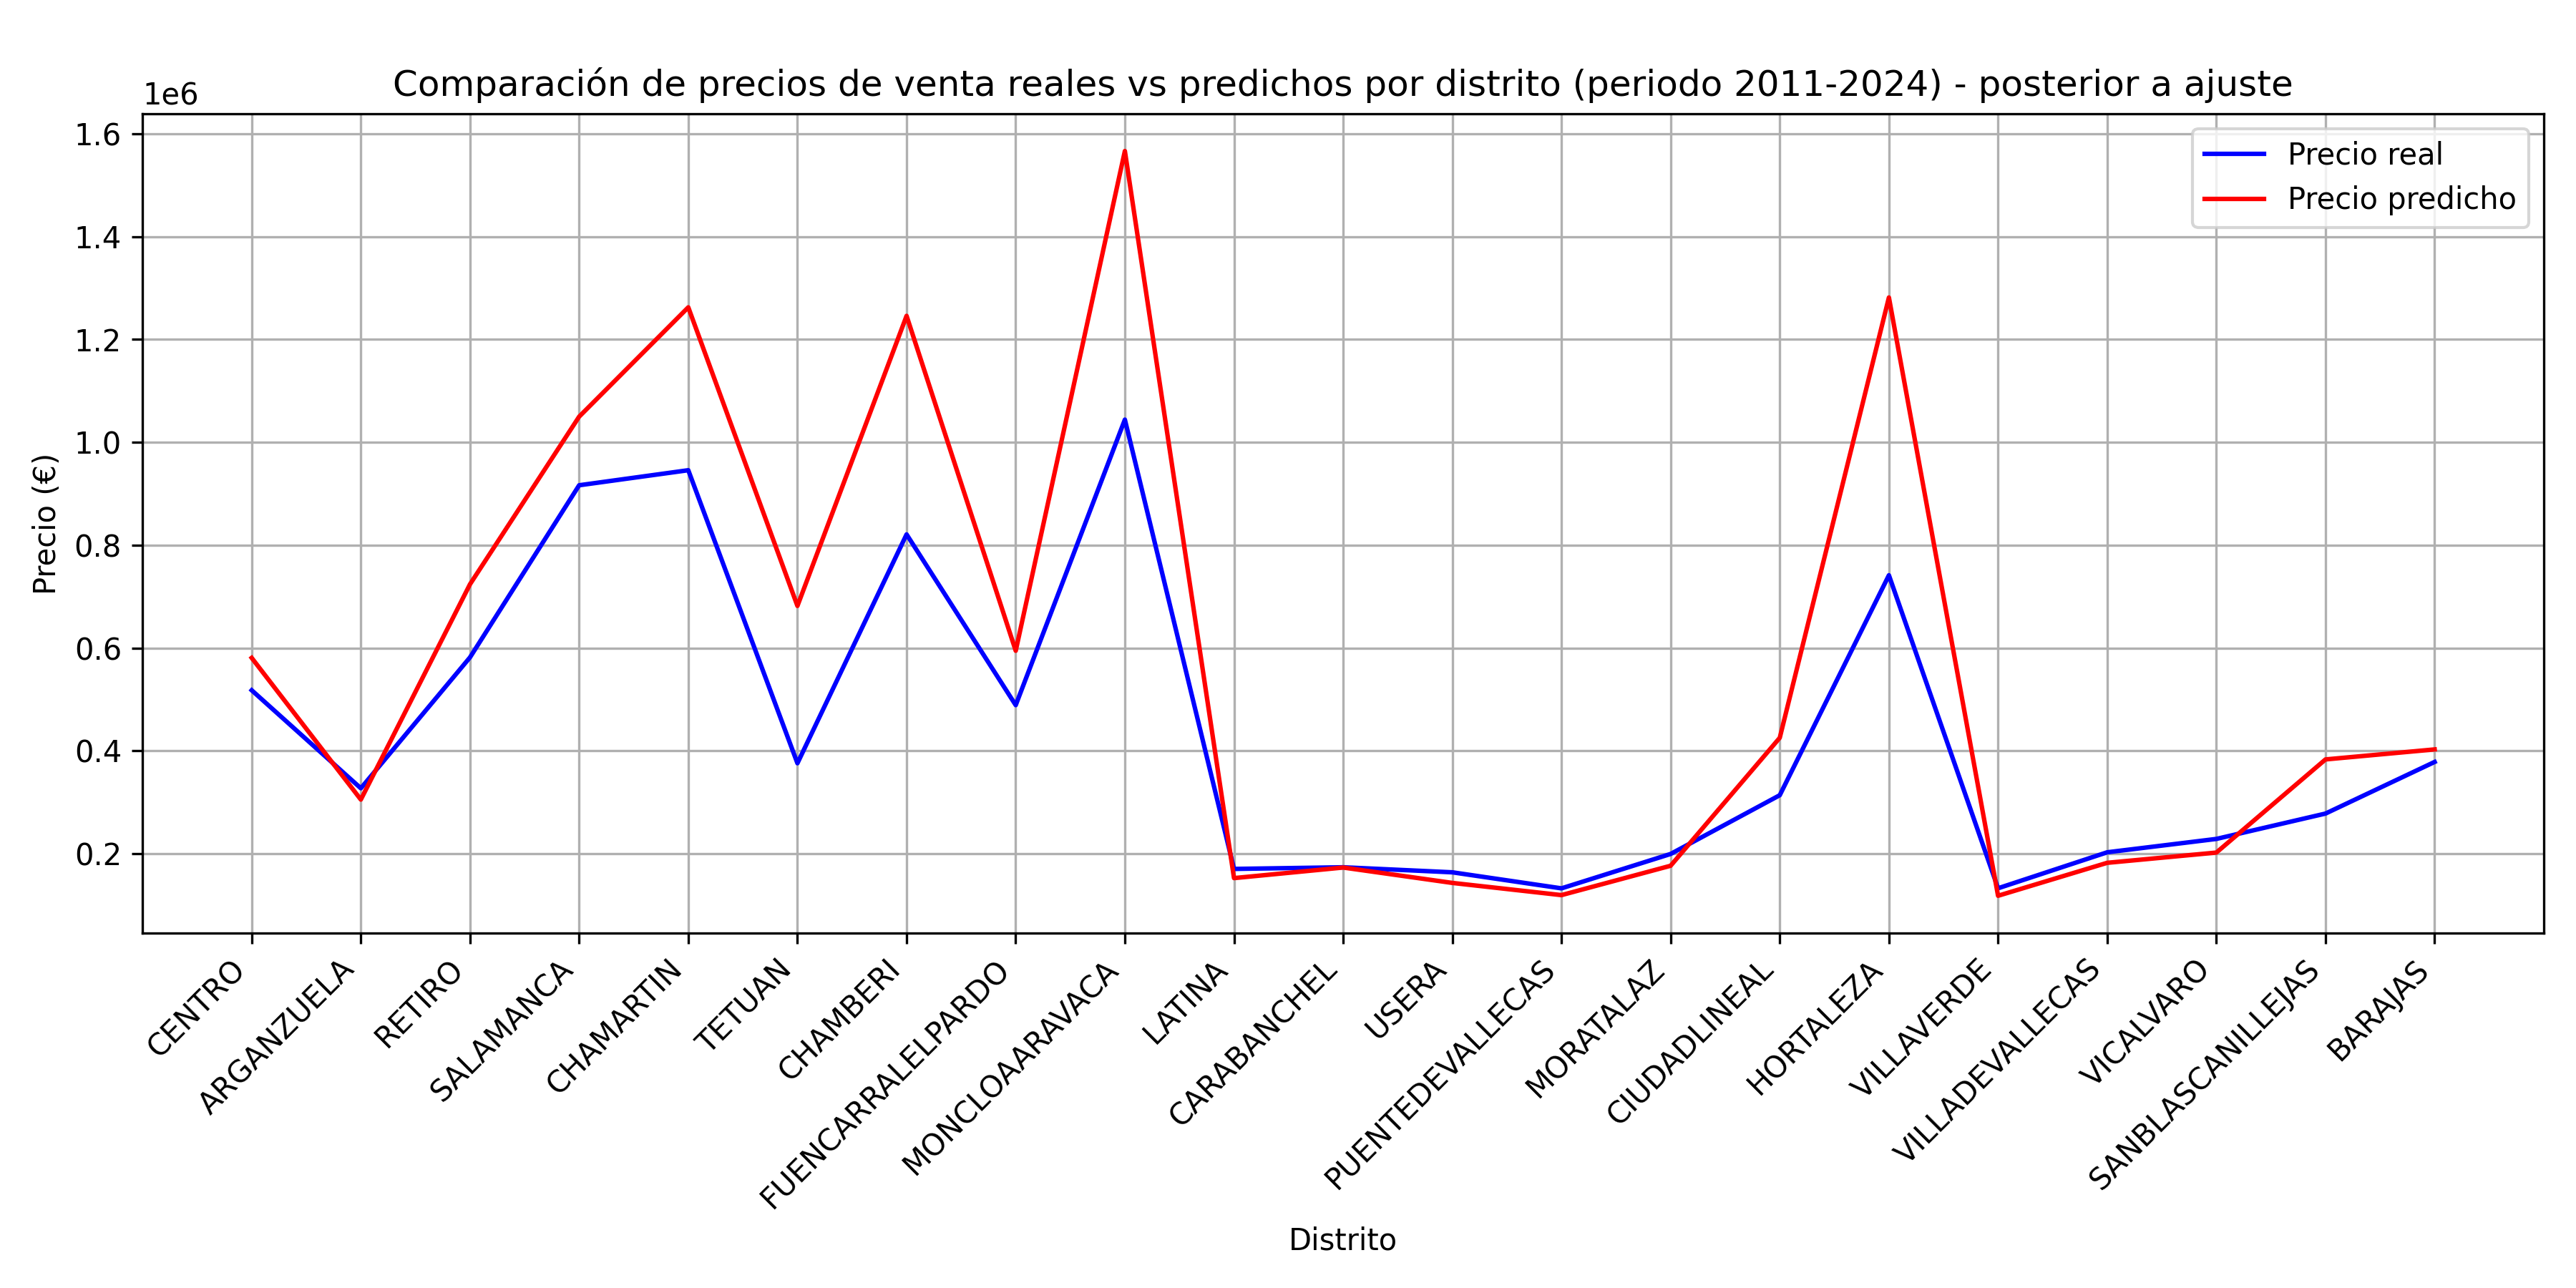 Comparación de precios de venta reales vs predichos por distrito (periodo 2011-2024) - posterior a ajuste
1e6
1.6
1.4
1.2
1.0
0.8
0.6
0.4
0.2
Precio (€)
Precio real
Precio predicho
CENTRO
ARGANZUELA
RETIRO
SALAMANCA
CHAMARTIN
TETUAN
CHAMBERI
FUENCARRALELPARDO
MONCLOAARAVACA
LATINA
CARABANCHEL
USERA
PUENTEDEVALLECAS
MORATALAZ
CIUDADLINEAL
HORTALEZA
VILLAVERDE
VILLADEVALLECAS
VICALVARO
SANBLASCANILLEJAS
BARAJAS
Distrito